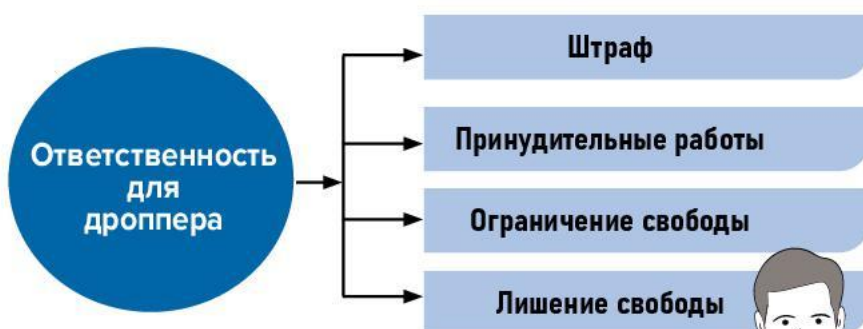 Ответственность
для
дроппера
Штраф
Принудительные работы
Ограничение свободы
Лишение свободы